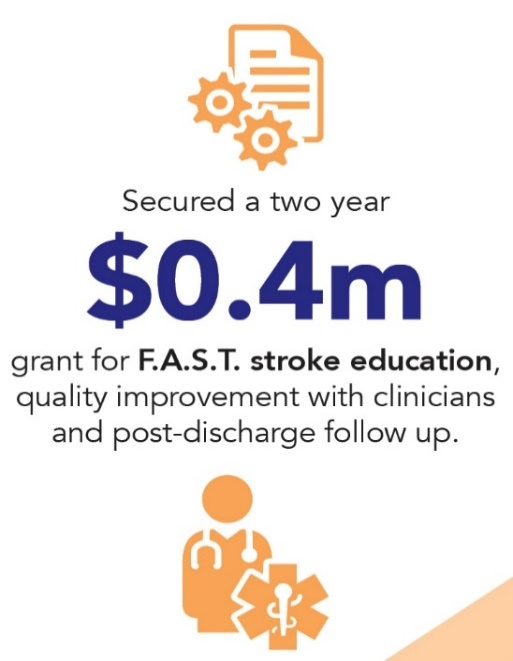 Secured a two year
$0.4m
grant for F.A.S.T. stroke education,
quality improvement with clinicians
and post-discharge follow up.